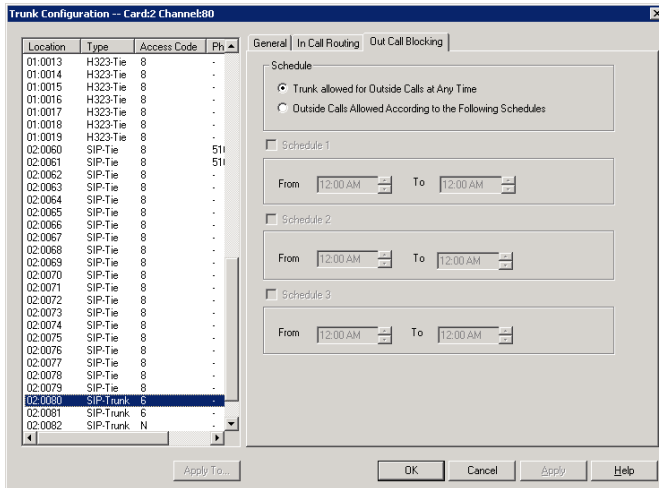 Trunk Configuration -- Card:2 Channel:80
Location Type Access Code Ph
01:0013 H323-Tie 8 -
01:0014 H323-Tie 8 -
01:0015 H323-Tie 8 -
01:0016 H323-Tie 8 -
01:0017 H323-Tie 8 -
01:0018 H323-Tie 8 -
01:0019 H323-Tie 8 -
02:0060 SIP-Tie 8 510
02:0061 SIP-Tie 8 510
02:0062 SIP-Tie 8 -
02:0063 SIP-Tie 8 -
02:0064 SIP-Tie 8 -
02:0065 SIP-Tie 8 -
02:0066 SIP-Tie 8 -
02:0067 SIP-Tie 8 -
02:0068 SIP-Tie 8 -
02:0069 SIP-Tie 8 -
02:0070 SIP-Tie 8 -
02:0071 SIP-Tie 8 -
02:0072 SIP-Tie 8 -
02:0073 SIP-Tie 8 -
02:0074 SIP-Tie 8 -
02:0075 SIP-Tie 8 -
02:0076 SIP-Tie 8 -
02:0077 SIP-Tie 8 -
02:0078 SIP-Tie 8 -
02:0079 SIP-Tie 8 -
02:0080 SIP-Trunk 6 -
02:0081 SIP-Trunk 6 -
02:0082 SIP-Trunk N -
Apply To...
General In Call Routing Out Call Blocking
Schedule
Trunk allowed for Outside Calls at Any Time
Outside Calls Allowed According to the Following Schedules
Schedule 1
From 12:00 AM To 12:00 AM
Schedule 2
From 12:00 AM To 12:00 AM
Schedule 3
From 12:00 AM To 12:00 AM
OK Cancel Apply Help